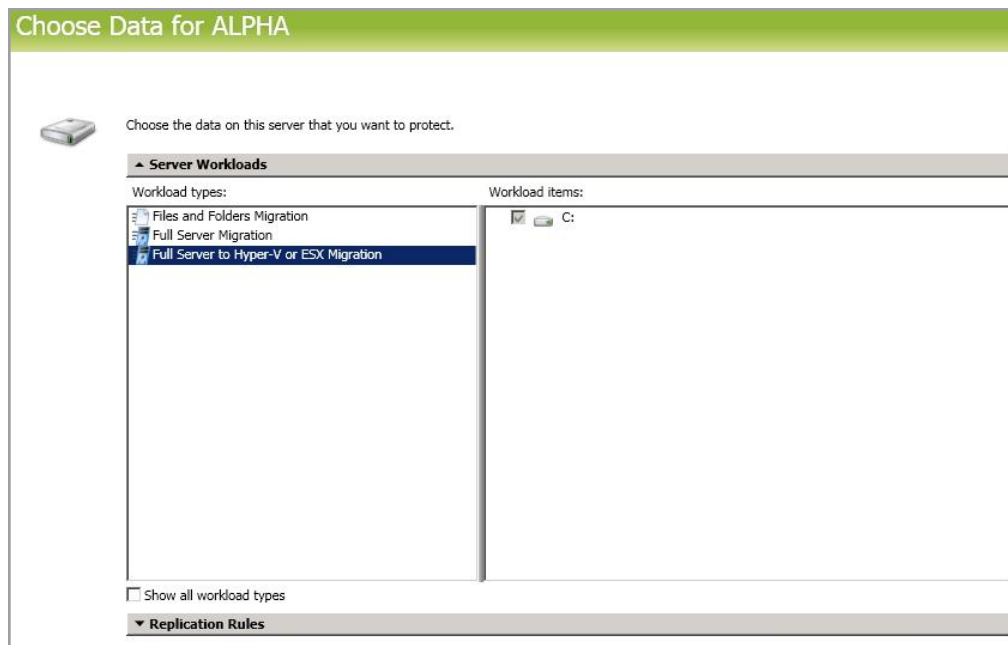 Choose Data for ALPHA
Choose the data on this server that you want to protect.
Server Workloads
Workload types: Workload items:
Files and Folders Migration C:
Full Server Migration
Full Server to Hyper-V or ESX Migration
Show all workload types
Replication Rules